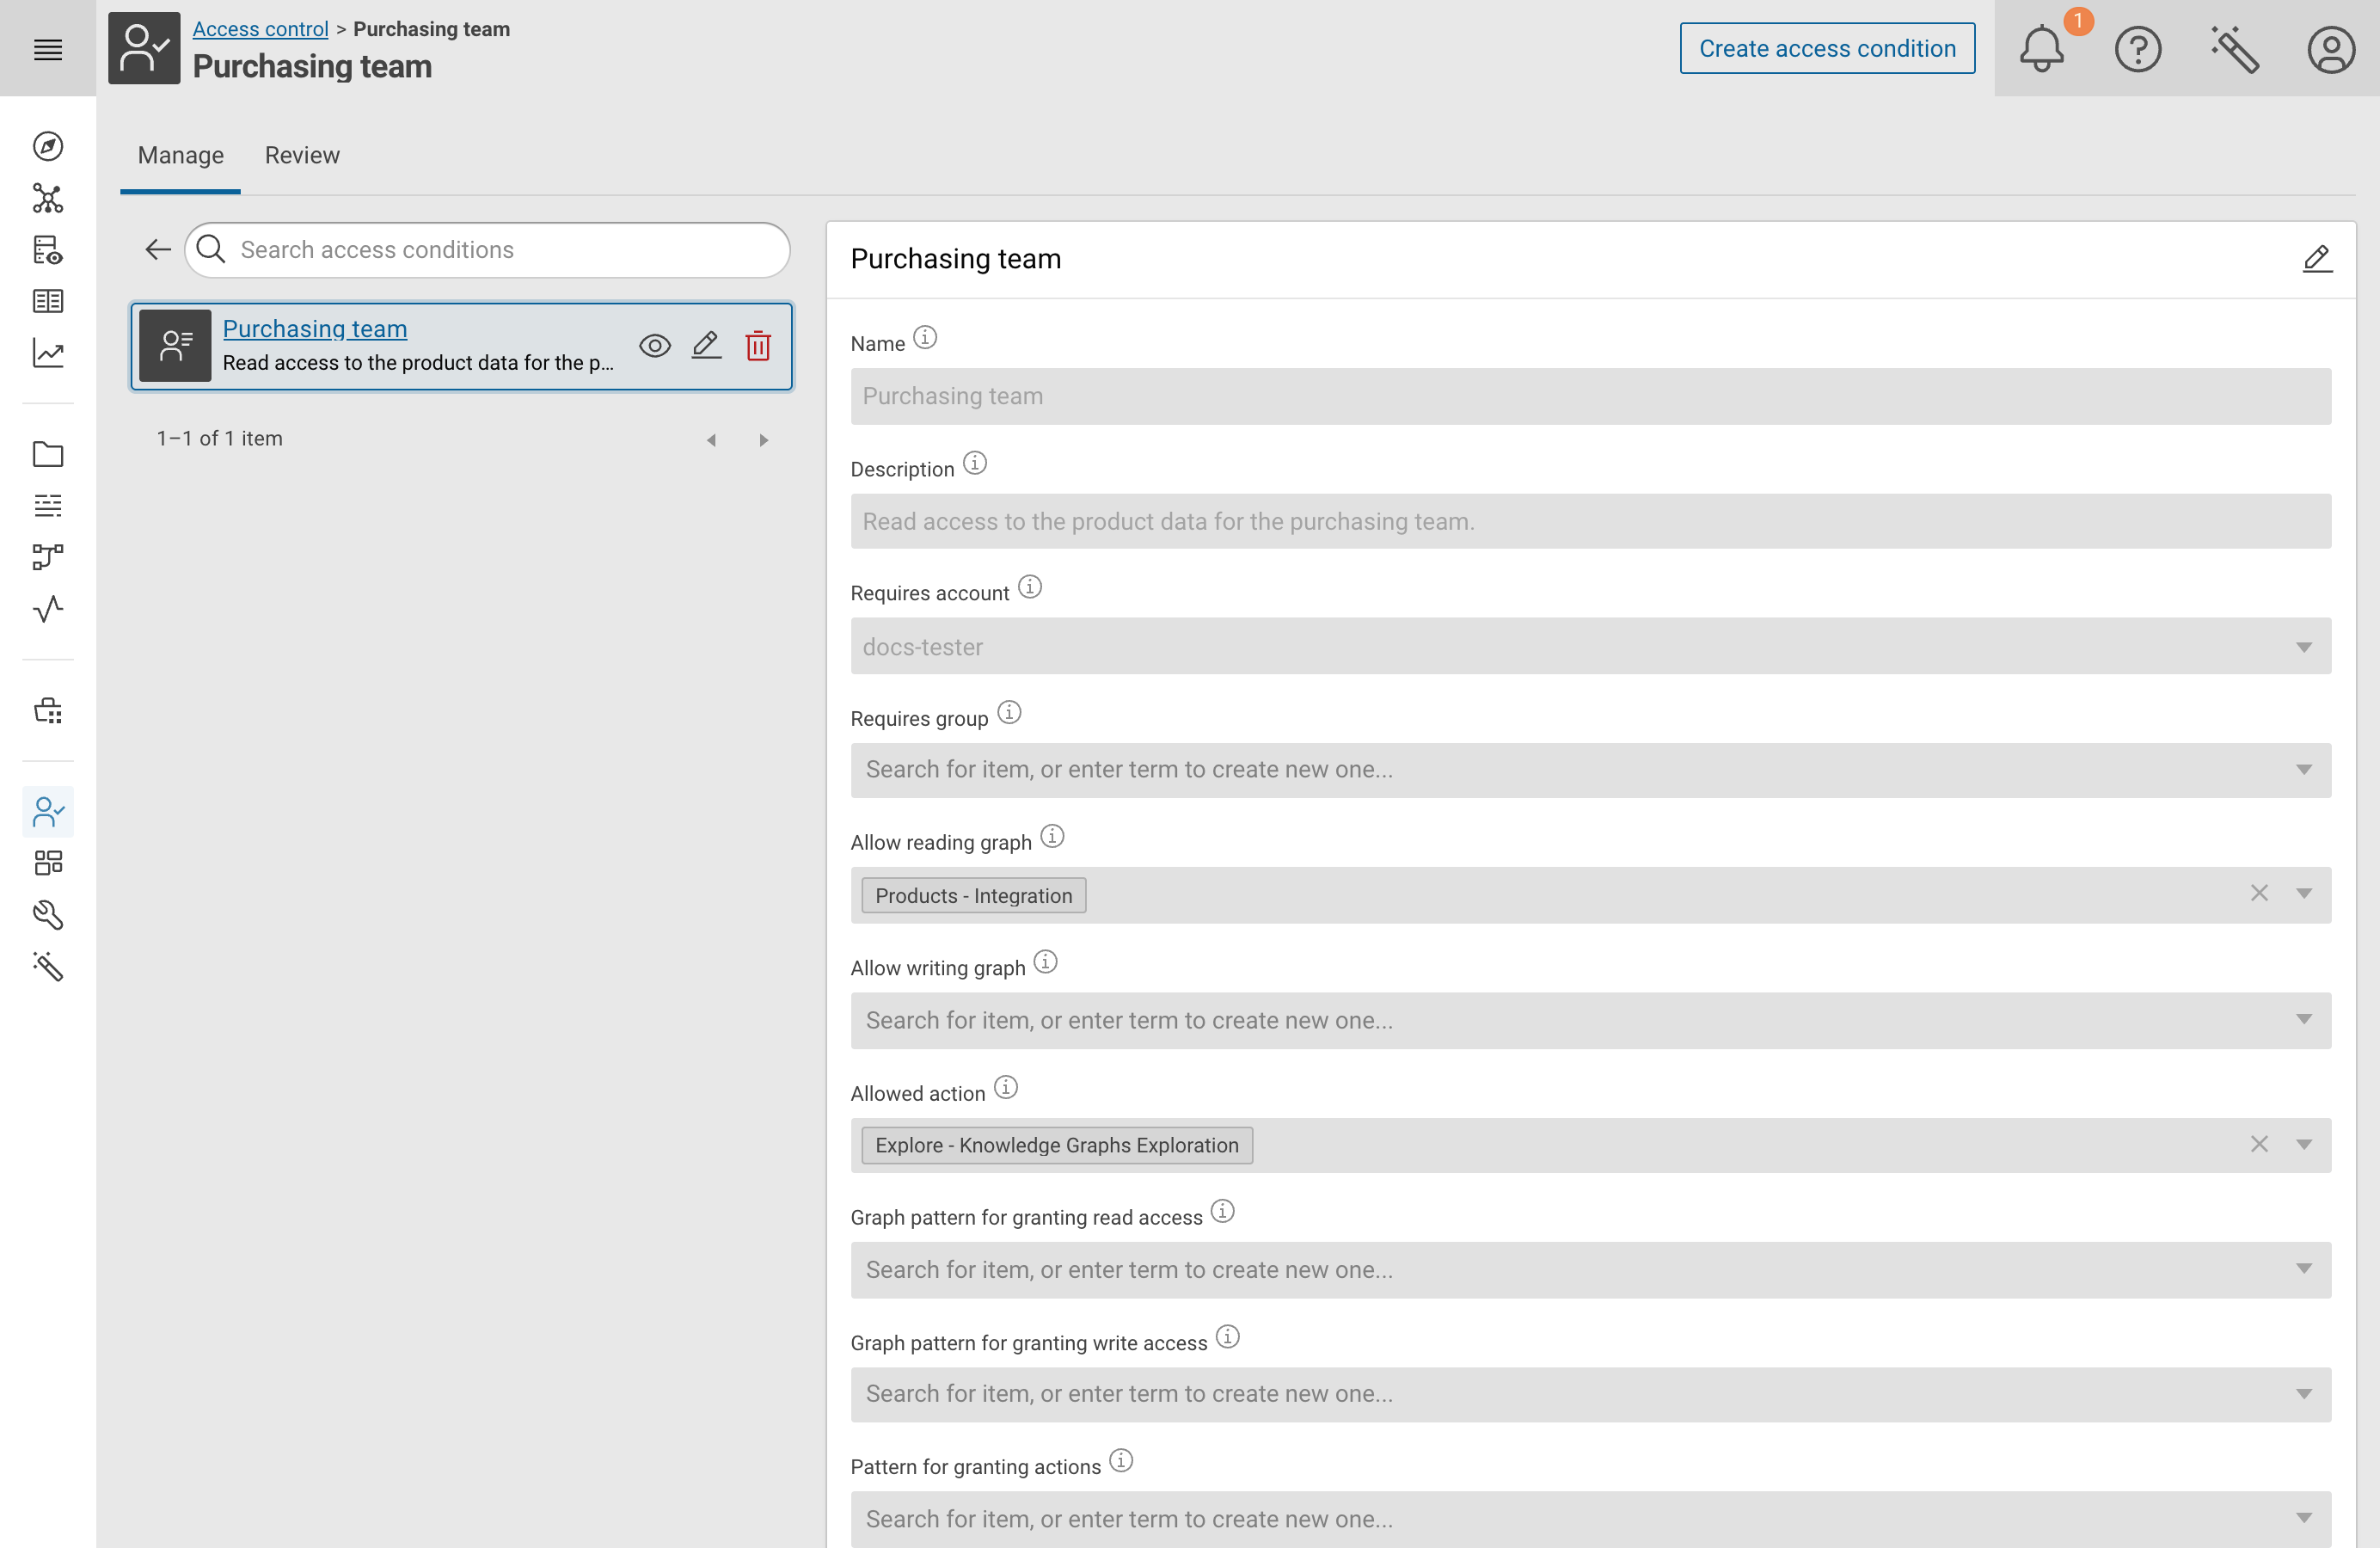 Access control > Purchasing team
Purchasing team
Create access condition
1
Manage
Review
Search access conditions
Purchasing team
Read access to the product data for the p...
1–1 of 1 item
Purchasing team
Name
Purchasing team
Description
Read access to the product data for the purchasing team.
Requires account
docs-tester
Requires group
Search for item, or enter term to create new one...
Allow reading graph
Products - Integration
Allow writing graph
Search for item, or enter term to create new one...
Allowed action
Explore - Knowledge Graphs Exploration
Graph pattern for granting read access
Search for item, or enter term to create new one...
Graph pattern for granting write access
Search for item, or enter term to create new one...
Pattern for granting actions
Search for item, or enter term to create new one...